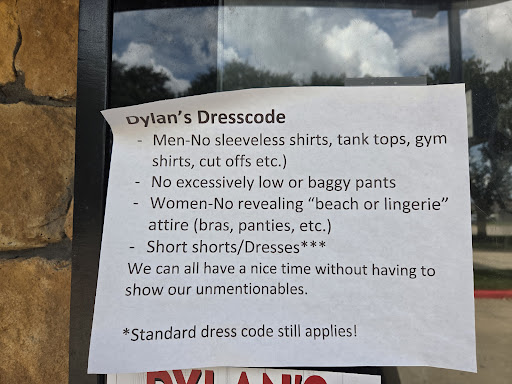 Dylan's Dresscode
- Men-No sleeveless shirts, tank tops, gym
shirts, cut offs etc.)
- No excessively low or baggy pants
- Women-No revealing “beach or lingerie”
attire (bras, panties, etc.)
- Short shorts/Dresses***
We can all have a nice time without having to
show our unmentionables.
*Standard dress code still applies!
DYLAN'S